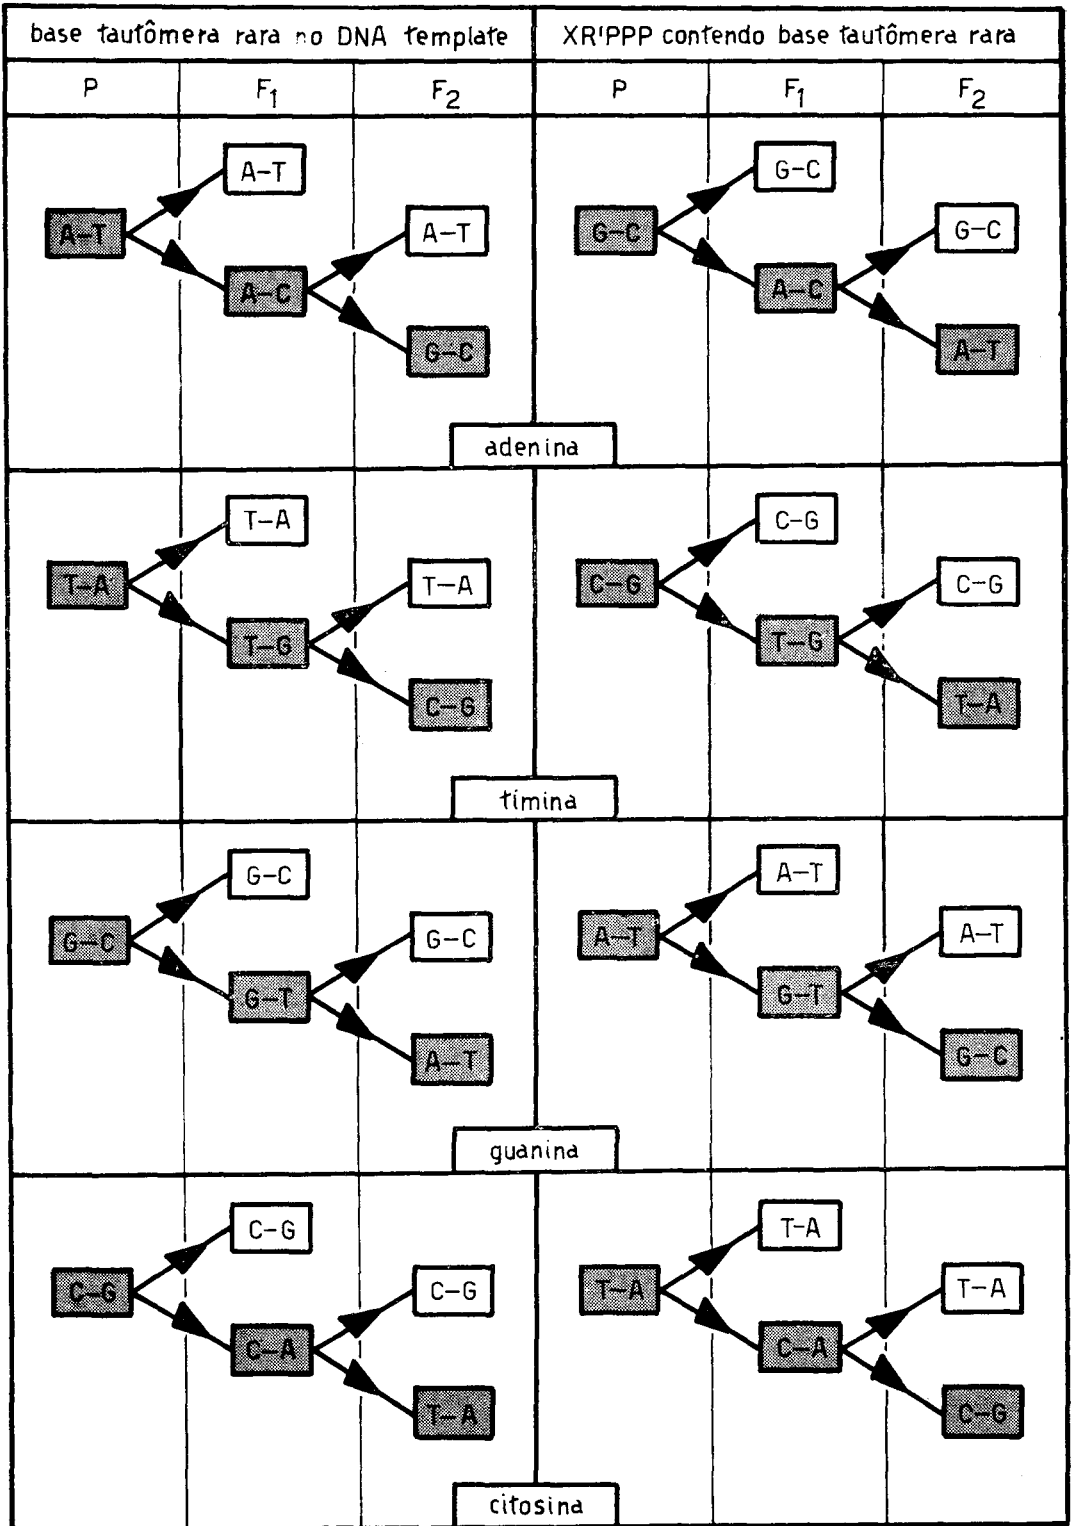 base tautômera rara no DNA template
XR'PPP contendo base tautômera rara
P F1 F2 P F1 F2
A-T G-C
A-T A-T G-C G-C
A-C A-C
G-C A-T
adenina
T-A C-G
T-A T-A C-G C-G
T-G T-G
C-G T-A
timina
G-C A-T
G-C G-C A-T A-T
G-T G-T
A-T G-C
guanina
C-G T-A
C-G C-G T-A T-A
C-A C-A
T-A C-G
citosina